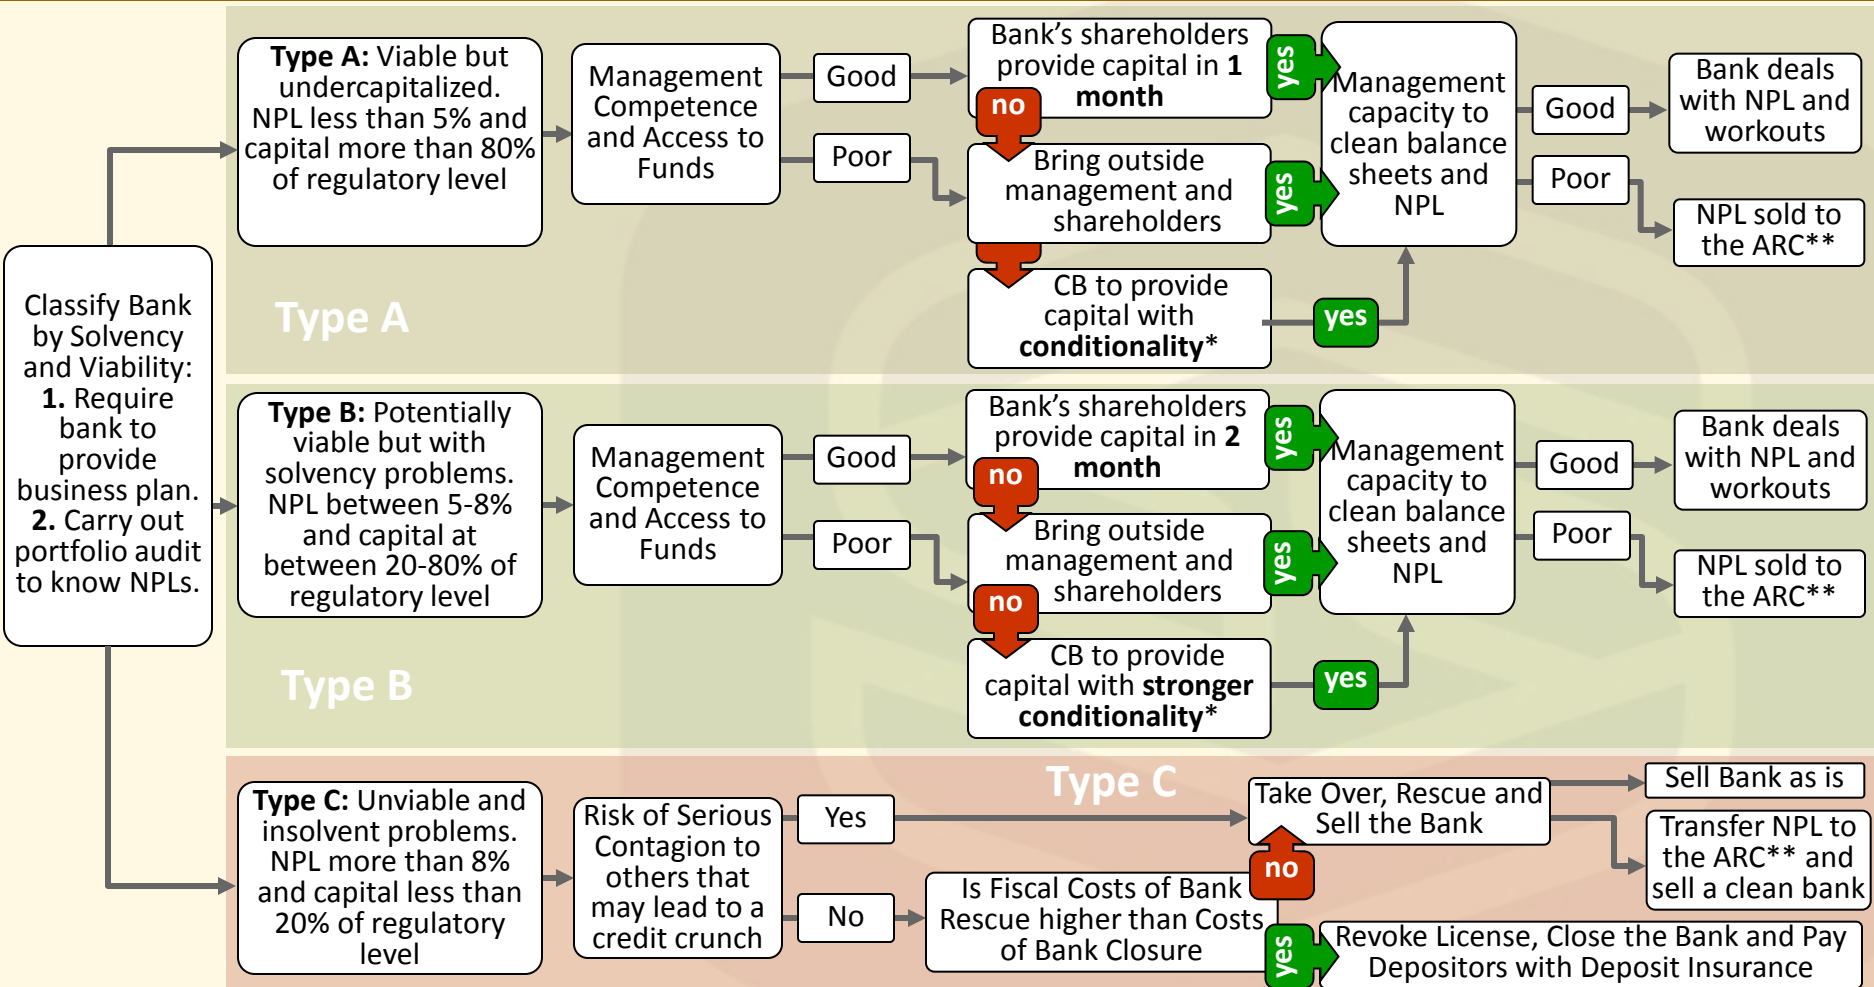 Classify Bank
by Solvency
and Viability:
1. Require
bank to
provide
business plan.
2. Carry out
portfolio audit
to know NPLs.
Type A: Viable but
undercapitalized.
NPL less than 5% and
capital more than 80%
of regulatory level
Management
Competence
and Access to
Funds
Good
Poor
Bank's shareholders
provide capital in 1
month
yes
no
Bring outside
management and
shareholders
yes
CB to provide
capital with
conditionality*
yes
Management
capacity to
clean balance
sheets and
NPL
Good
Poor
Bank deals
with NPL and
workouts
NPL sold to
the ARC**
Type A
Type B: Potentially
viable but with
solvency problems.
NPL between 5-8%
and capital at
between 20-80% of
regulatory level
Management
Competence
and Access to
Funds
Good
Poor
Bank's shareholders
provide capital in 2
month
yes
no
Bring outside
management and
shareholders
yes
no
CB to provide
capital with stronger
conditionality*
yes
Management
capacity to
clean balance
sheets and
NPL
Good
Poor
Bank deals
with NPL and
workouts
NPL sold to
the ARC**
Type B
Type C
Type C: Unviable and
insolvent problems.
NPL more than 8%
and capital less than
20% of regulatory
level
Risk of Serious
Contagion to
others that
may lead to a
credit crunch
Yes
No
Take Over, Rescue and
Sell the Bank
Sell Bank as is
Transfer NPL to
the ARC** and
sell a clean bank
Is Fiscal Costs of Bank
Rescue higher than Costs
of Bank Closure
no
yes
Revoke License, Close the Bank and Pay
Depositors with Deposit Insurance